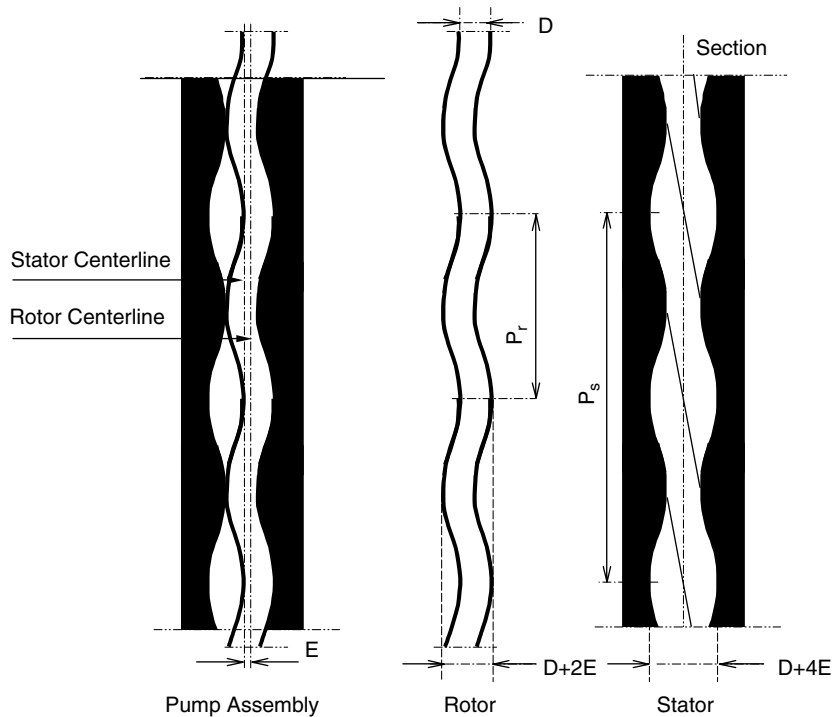 D
Section
Stator Centerline
Rotor Centerline
P_r
P_s
E
D+2E
D+4E
Pump Assembly
Rotor
Stator